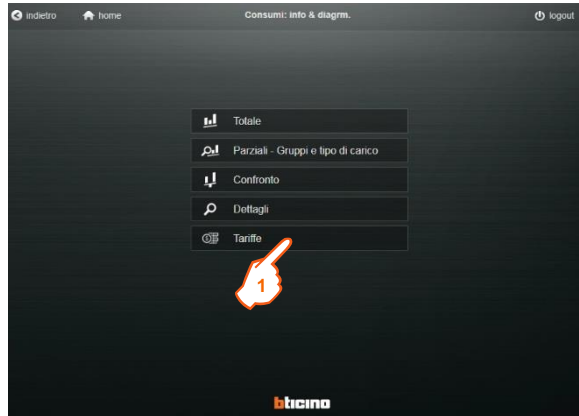 indietro home Consumi: info & diagrm. logout
Totale
Parziali - Gruppi e tipo di carico
Confronto
Dettagli
Tariffe
1
bticino